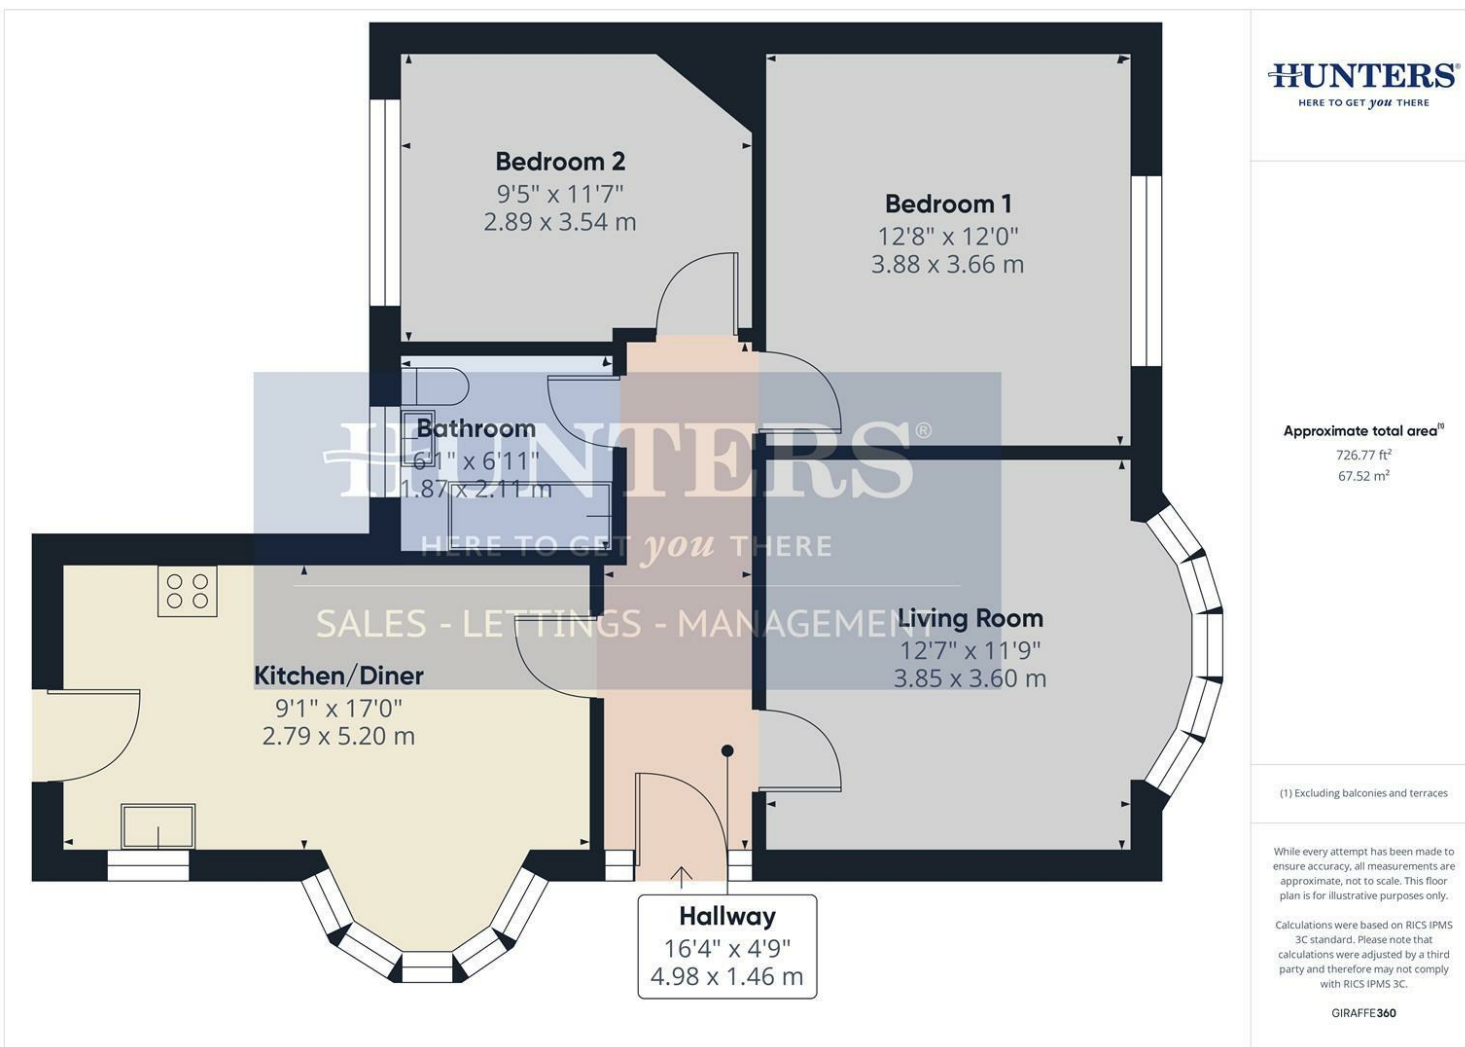 Bedroom 2
9'5" x 11'7"
2.89 x 3.54 m
Bedroom 1
12'8" x 12'0"
3.88 x 3.66 m
Bathroom
6'1" x 6'11"
1.87 x 2.11 m
HUNTERS®
HERE TO GET you THERE
SALES - LETTINGS - MANAGEMENT
Living Room
12'7" x 11'9"
3.85 x 3.60 m
Kitchen/Diner
9'1" x 17'0"
2.79 x 5.20 m
Hallway
16'4" x 4'9"
4.98 x 1.46 m
HUNTERS®
HERE TO GET you THERE
Approximate total area(1)
726.77 ft²
67.52 m²
(1) Excluding balconies and terraces
While every attempt has been made to
ensure accuracy, all measurements are
approximate, not to scale. This floor
plan is for illustrative purposes only.
Calculations were based on RICS IPMS
3C standard. Please note that
calculations were adjusted by a third
party and therefore may not comply
with RICS IPMS 3C.
GIRAFFE360